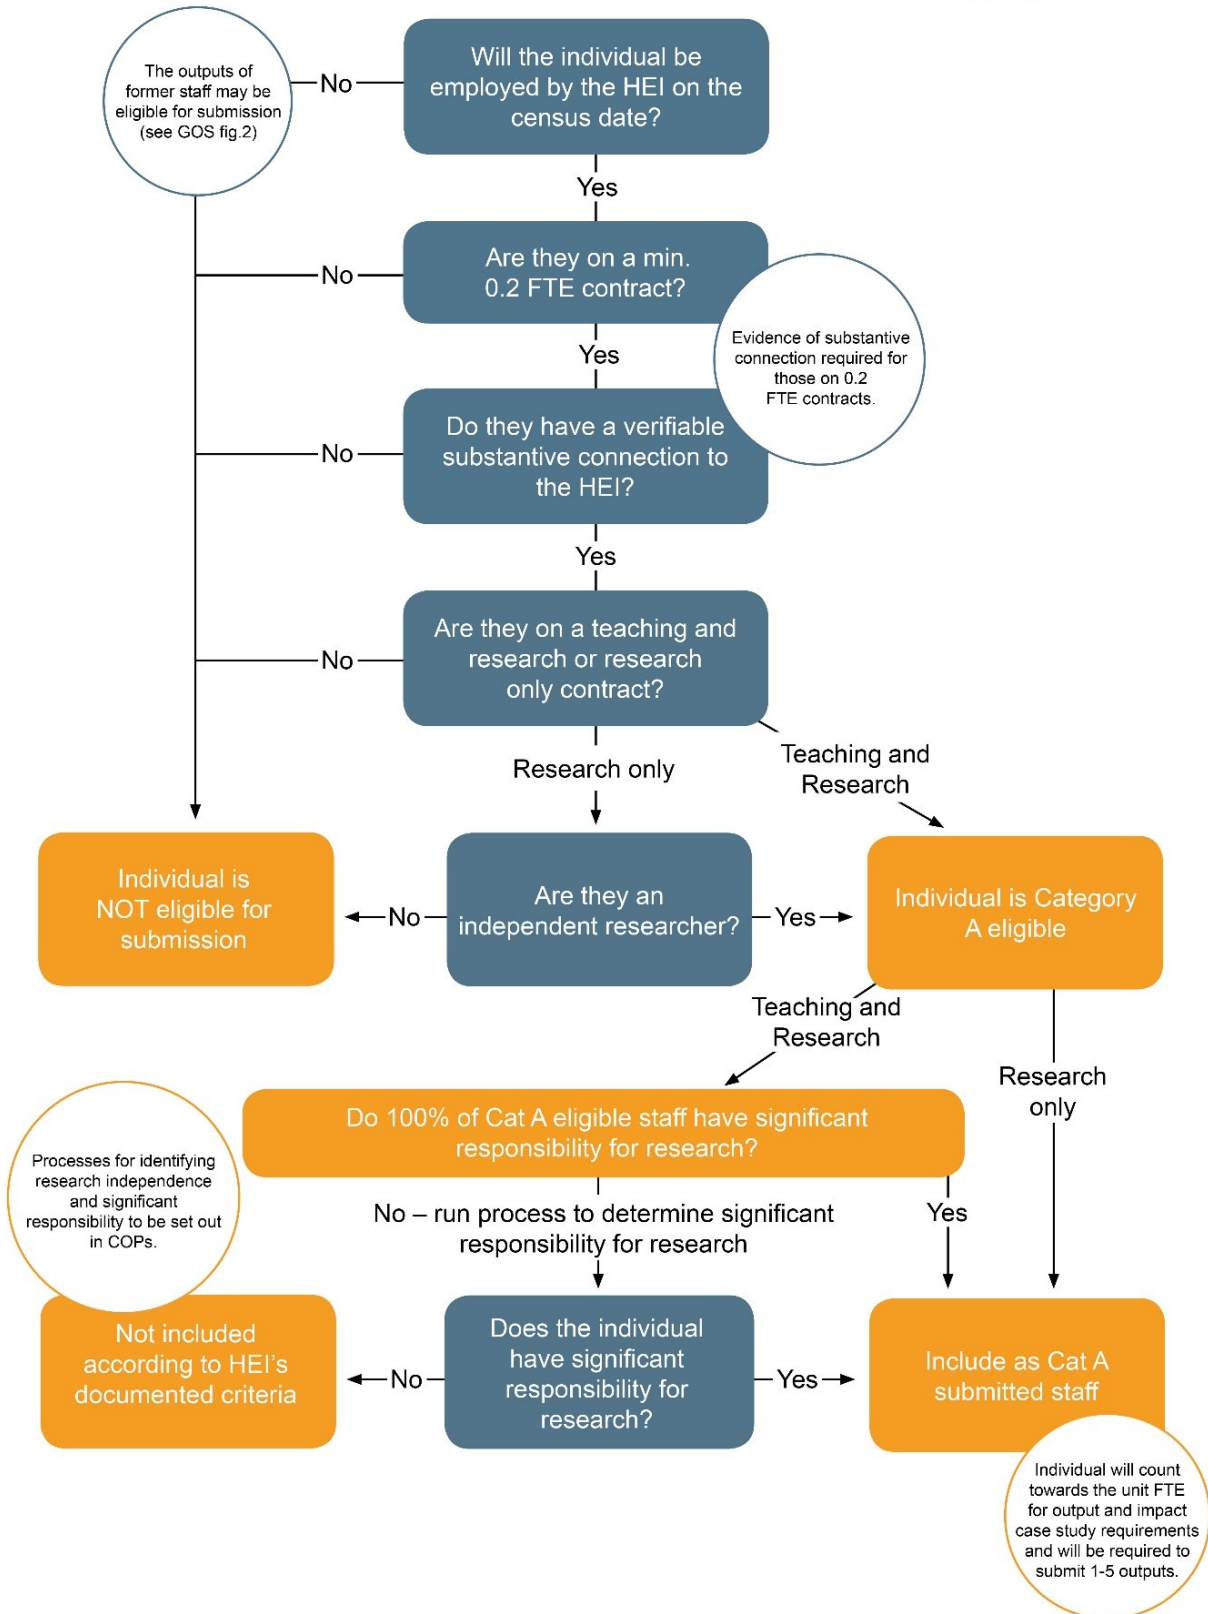 The outputs of
former staff may be
eligible for submission
(see GOS fig.2)
No
Will the individual be
employed by the HEI on the
census date?
Yes
No
Are they on a min.
0.2 FTE contract?
Evidence of substantive
connection required for
those on 0.2
FTE contracts.
Yes
No
Do they have a verifiable
substantive connection to
the HEI?
Yes
No
Are they on a teaching and
research or research
only contract?
Research only
Teaching and
Research
Individual is
NOT eligible for
submission
No
Are they an
independent researcher?
Yes
Individual is Category
A eligible
Teaching and
Research
Research
only
Do 100% of Cat A eligible staff have significant
responsibility for research?
Processes for identifying
research independence
and significant
responsibility to be set out
in COPs.
No – run process to determine significant
responsibility for research
Yes
Not included
according to HEI's
documented criteria
No
Does the individual
have significant
responsibility for
research?
Yes
Include as Cat A
submitted staff
Individual will count
towards the unit FTE
for output and impact
case study requirements
and will be required to
submit 1-5 outputs.